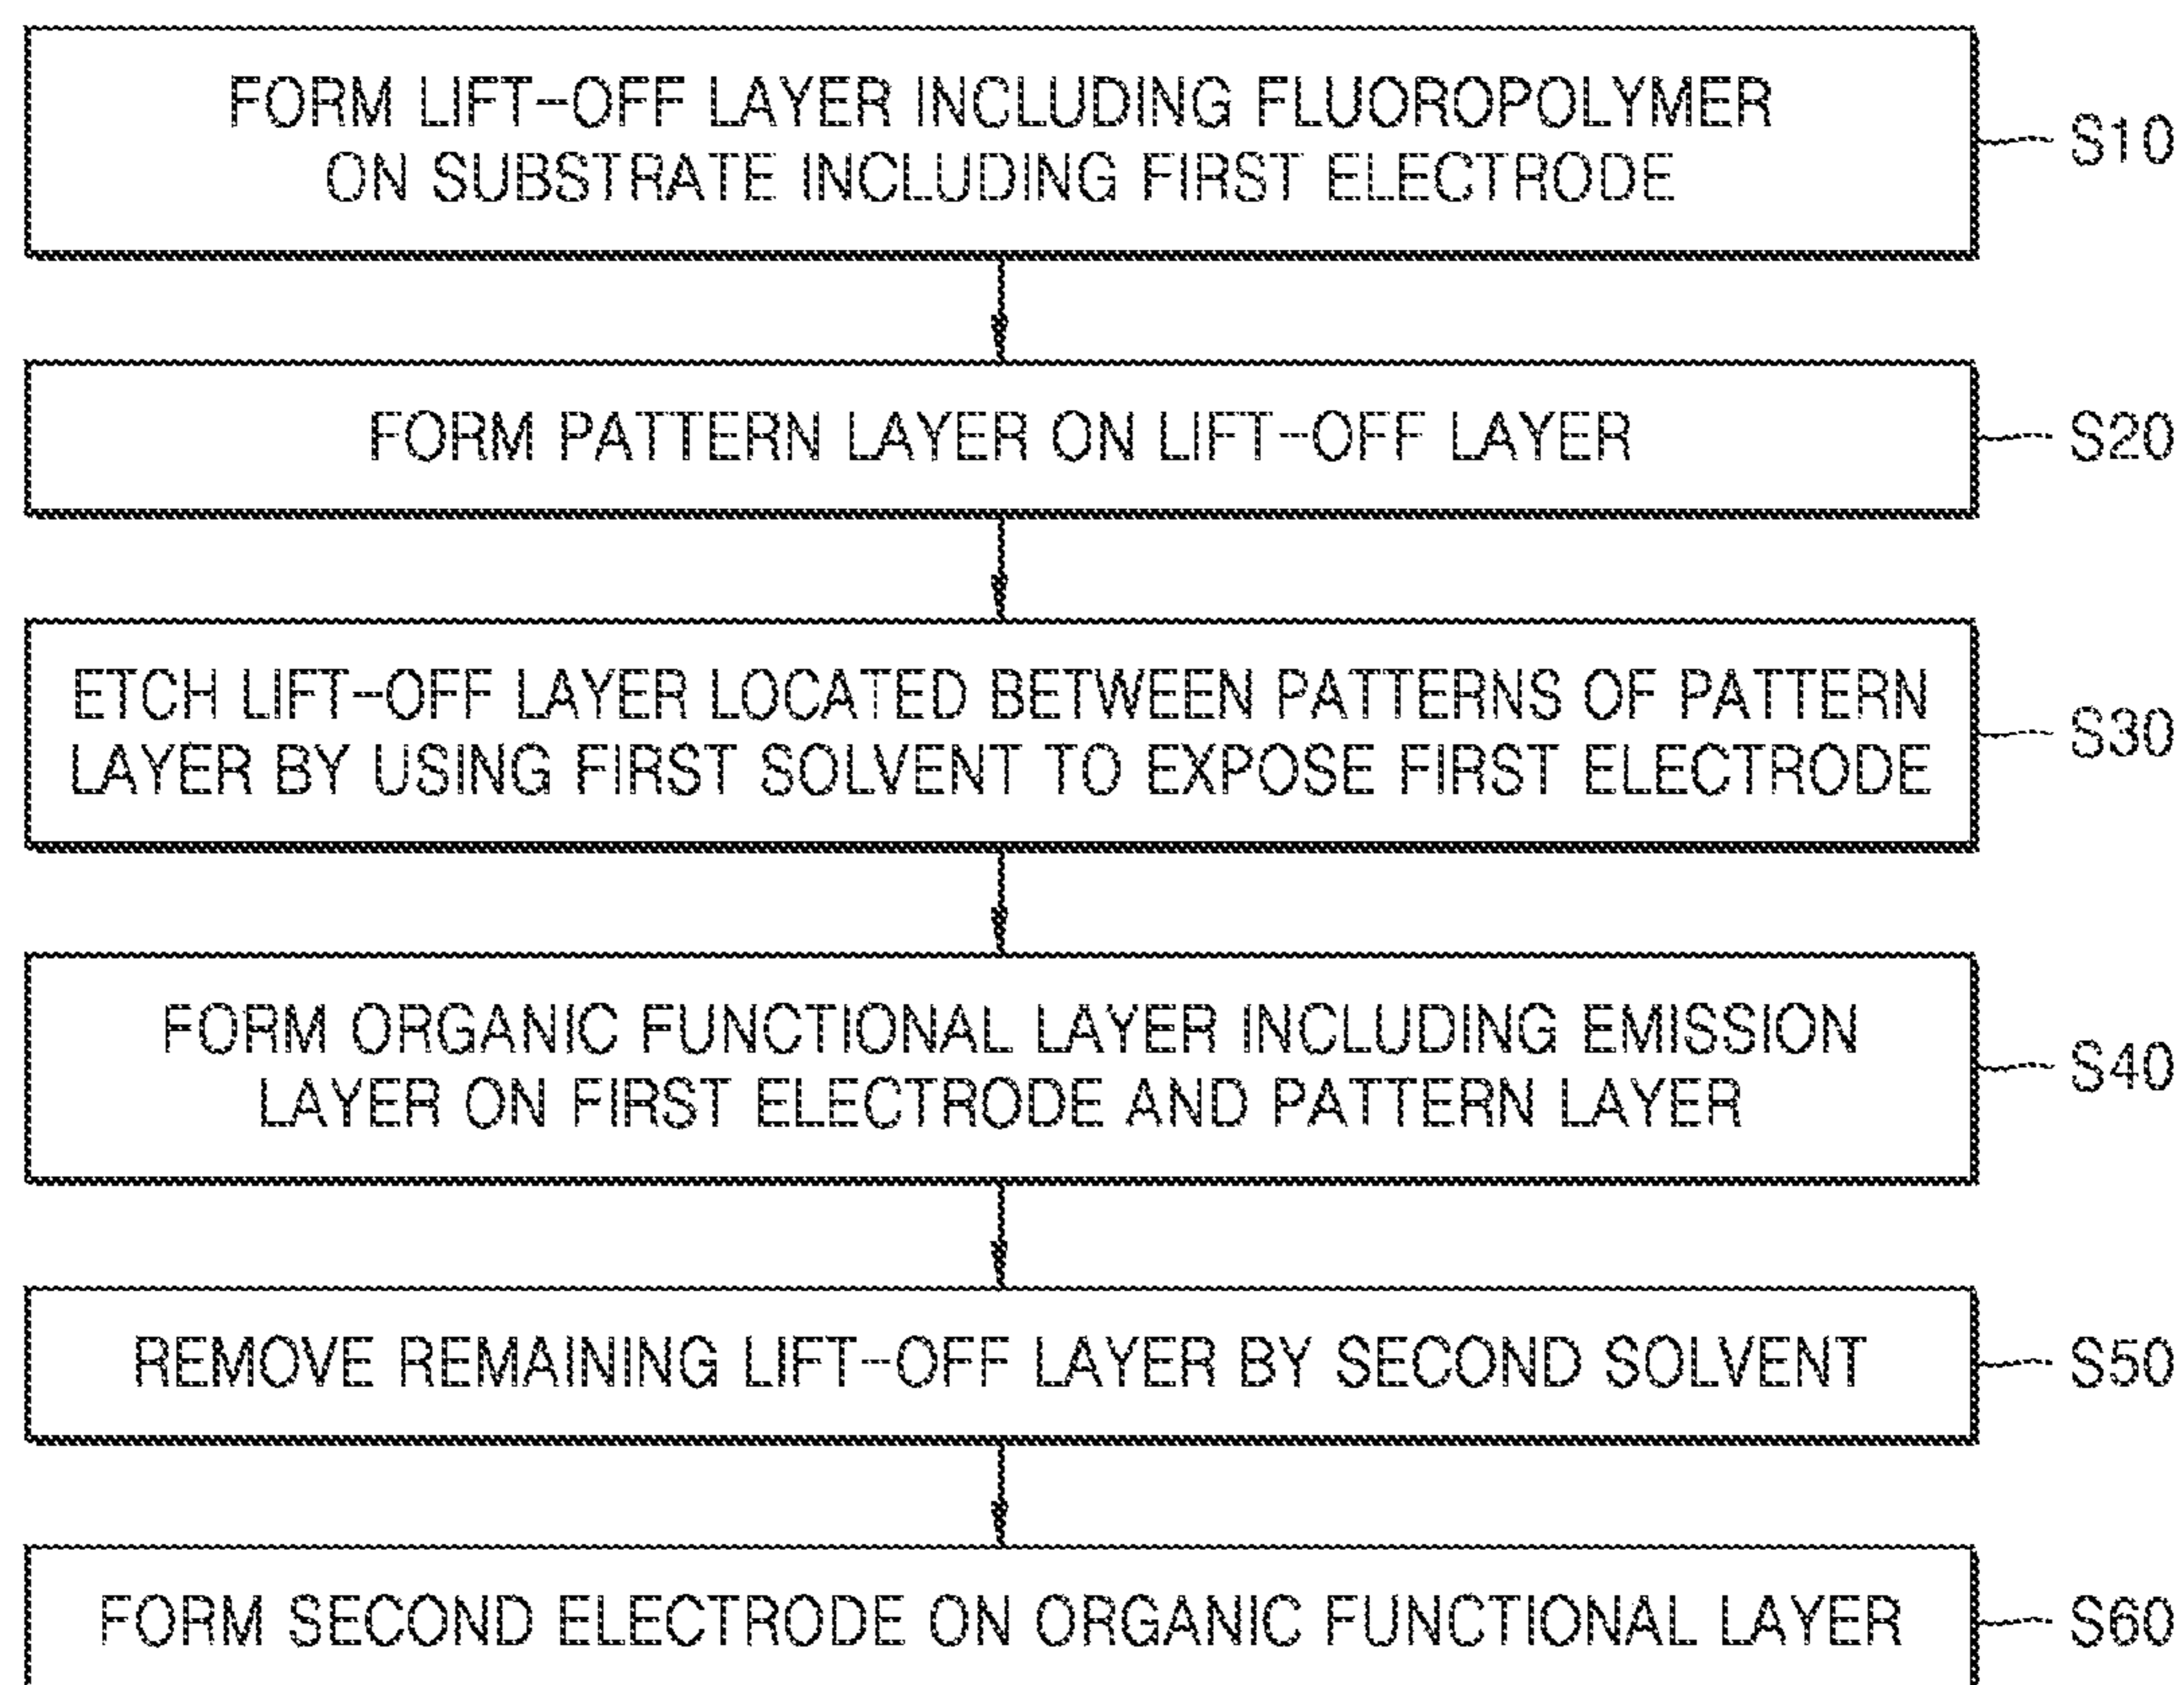 FORM LIFT-OFF LAYER INCLUDING FLUOROPOLYMER
ON SUBSTRATE INCLUDING FIRST ELECTRODE
S10
FORM PATTERN LAYER ON LIFT-OFF LAYER
S20
ETCH LIFT-OFF LAYER LOCATED BETWEEN PATTERNS OF PATTERN
LAYER BY USING FIRST SOLVENT TO EXPOSE FIRST ELECTRODE
S30
FORM ORGANIC FUNCTIONAL LAYER INCLUDING EMISSION
LAYER ON FIRST ELECTRODE AND PATTERN LAYER
S40
REMOVE REMAINING LIFT-OFF LAYER BY SECOND SOLVENT
S50
FORM SECOND ELECTRODE ON ORGANIC FUNCTIONAL LAYER
S60